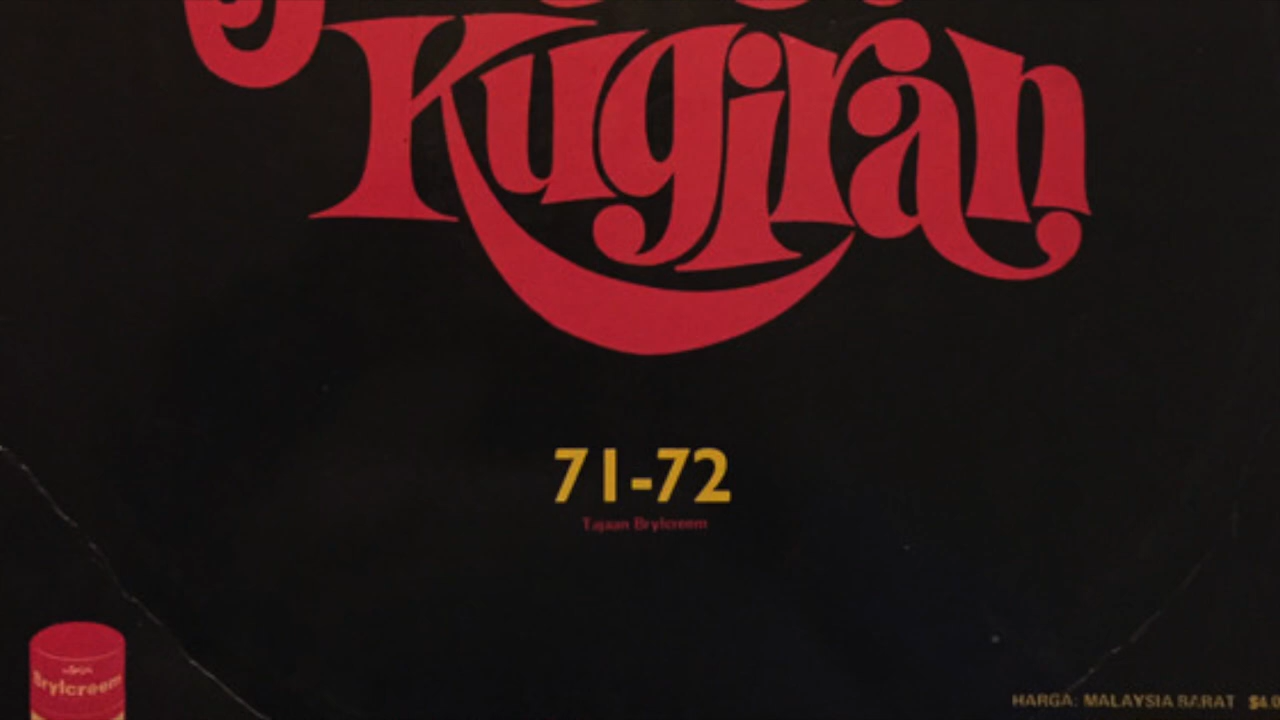 Kugiran
71-72
Tajaan Brylcreem
Brylcreem
HARGA: MALAYSIA BARAT